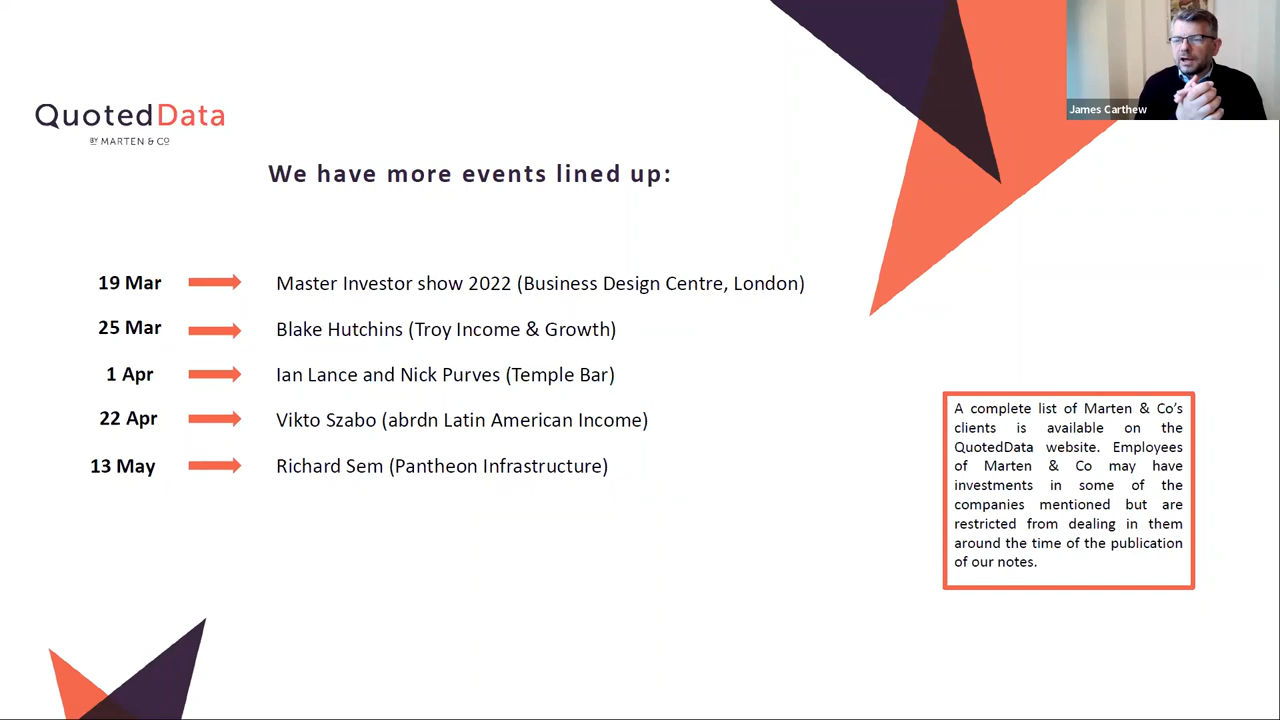 James Carthew
QuotedData
BY MARTEN & CO
We have more events lined up:
19 Mar Master Investor show 2022 (Business Design Centre, London)
25 Mar Blake Hutchins (Troy Income & Growth)
1 Apr Ian Lance and Nick Purves (Temple Bar)
22 Apr Vikto Szabo (abrdn Latin American Income)
13 May Richard Sem (Pantheon Infrastructure)
A complete list of Marten & Co’s
clients is available on the
QuotedData website. Employees
of Marten & Co may have
investments in some of the
companies mentioned but are
restricted from dealing in them
around the time of the publication
of our notes.